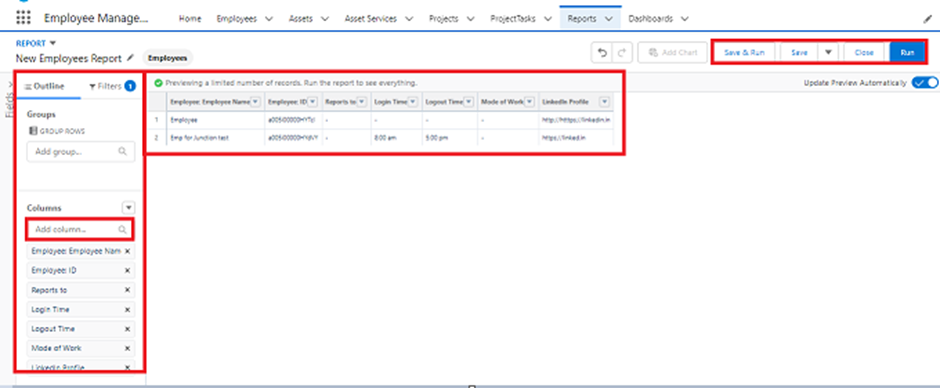 Employee Manage... Home Employees Assets Asset Services Projects ProjectTasks Reports Dashboards
REPORT
New Employees Report Employees Add Chart Save & Run Save Close Run
Fields
Outline Filters 1
Previewing a limited number of records. Run the report to see everything. Update Preview Automatically
Employee: Employee Name Employee: ID Reports to Login Time Logout Time Mode of Work LinkedIn Profile
1 Employee - - - - http://https://linkedin.in
2 Emp for Junction test - 8:00 am 5:00 pm - https://linked.in
Groups
GROUP ROWS
Add group...
Columns
Add column...
Employee: Employee Nam
Employee: ID
Reports to
Login Time
Logout Time
Mode of Work
LinkedIn Profile